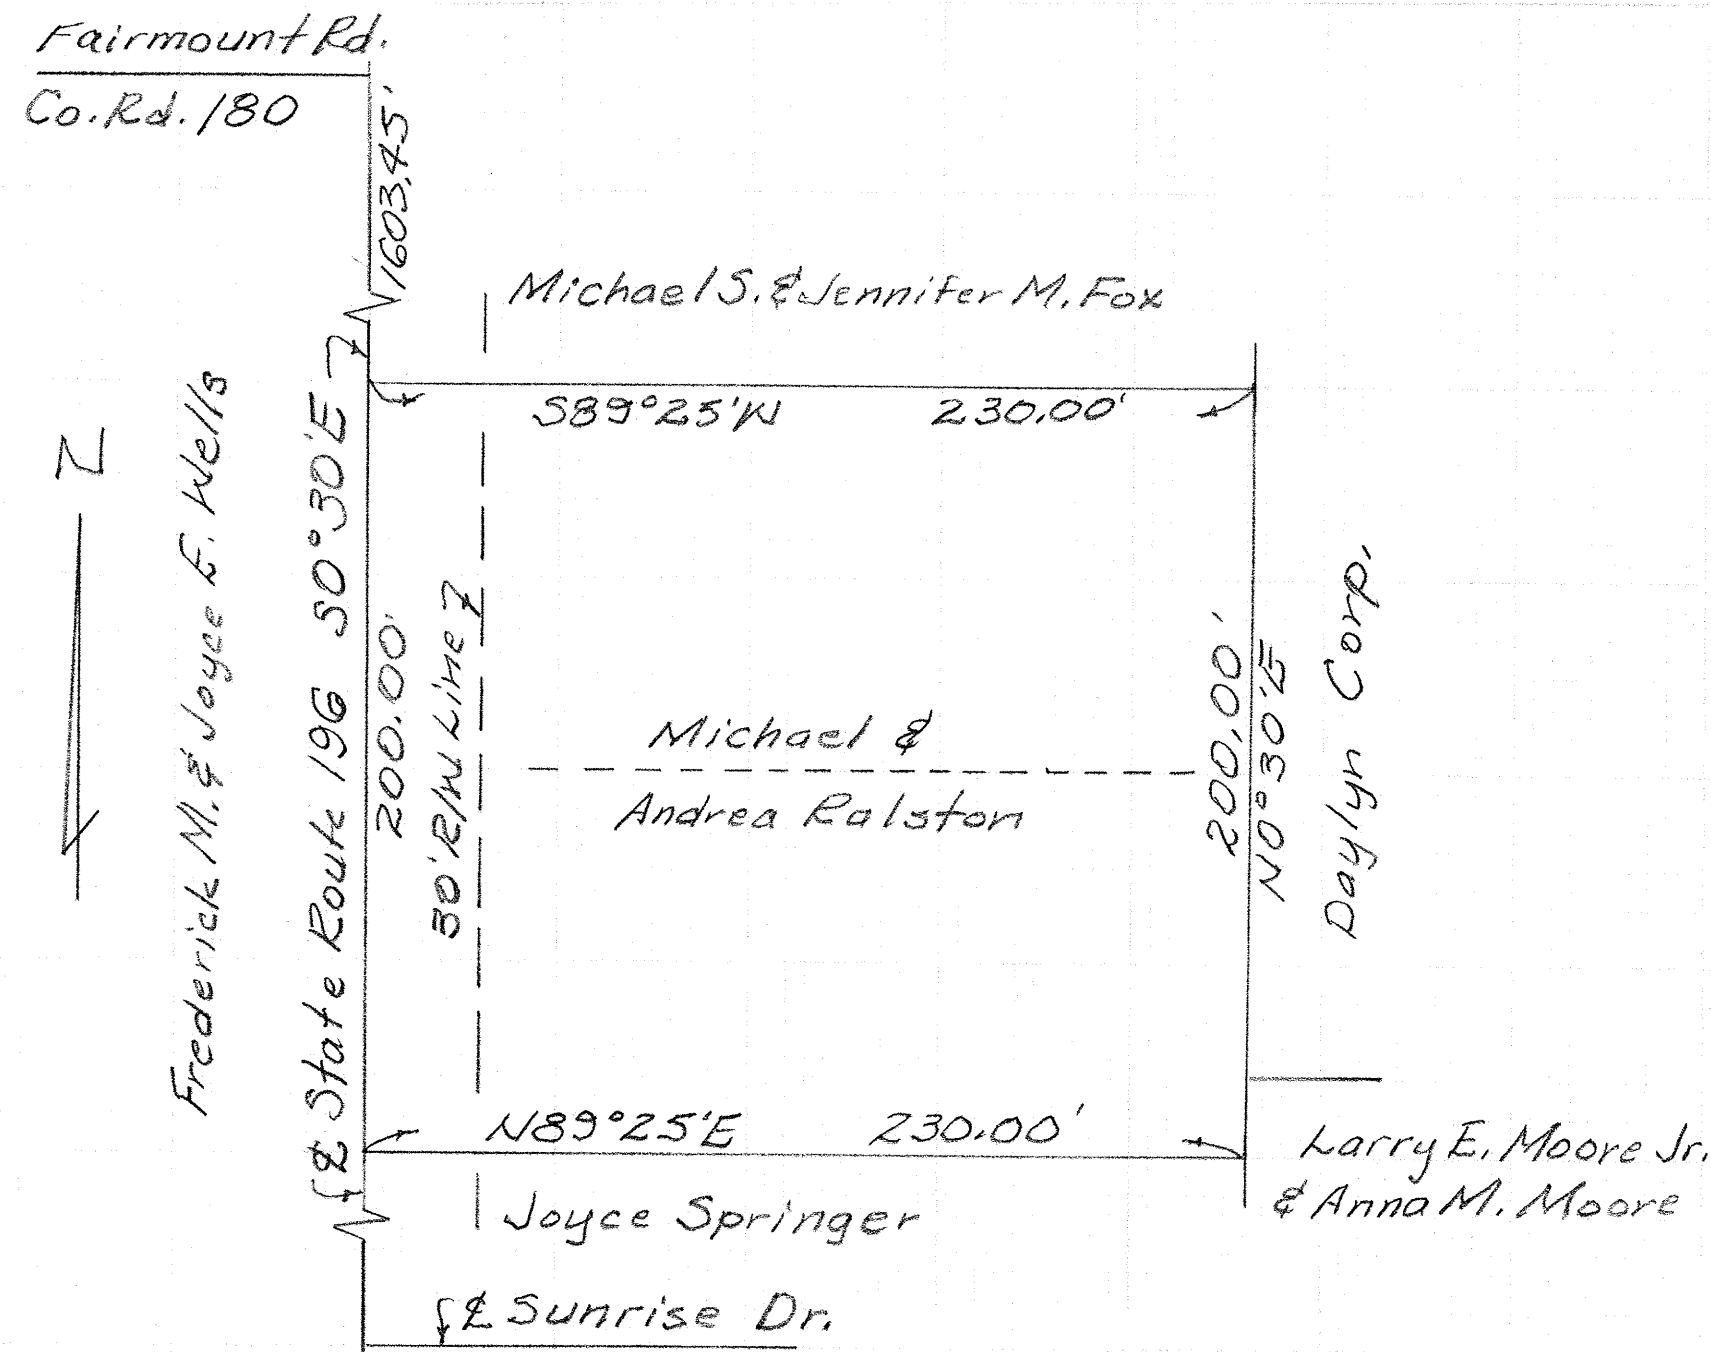 Fairmount Rd.
Co. Rd. 180
1603.45'
Michael S. & Jennifer M. Fox
S89°25'W 230.00'
N
Frederick M. & Joyce E. Wells
℄ State Route 196 S0°30'E
200.00'
30' R/W Line
Michael &
Andrea Ralston
200.00'
N0°30'E
Daylyn Corp.
N89°25'E 230.00'
Larry E. Moore Jr.
& Anna M. Moore
Joyce Springer
℄ Sunrise Dr.